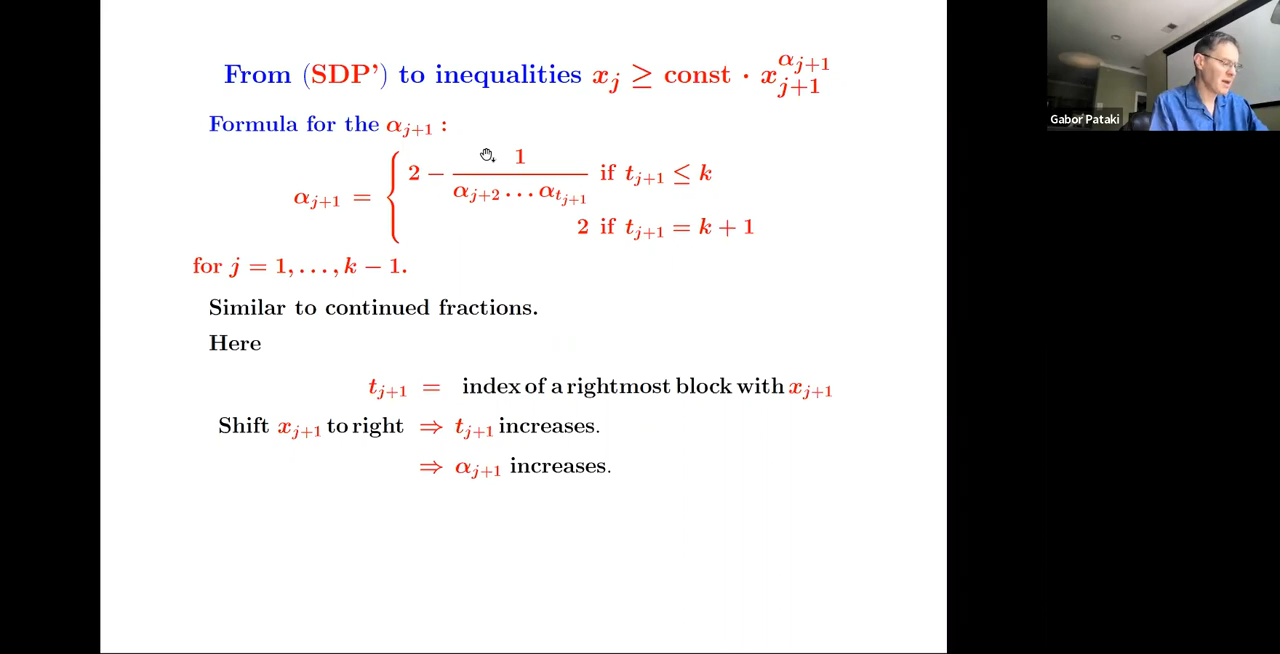 From (SDP’) to inequalities x_j ≥ const · x_{j+1}^{α_{j+1}}
Formula for the α_{j+1} :
α_{j+1} = { 2 − 1 / (α_{j+2} . . . α_{t_{j+1}}) if t_{j+1} ≤ k
2 if t_{j+1} = k + 1
for j = 1, . . . , k − 1.
Similar to continued fractions.
Here
t_{j+1} = index of a rightmost block with x_{j+1}
Shift x_{j+1} to right ⇒ t_{j+1} increases.
⇒ α_{j+1} increases.
Gabor Pataki